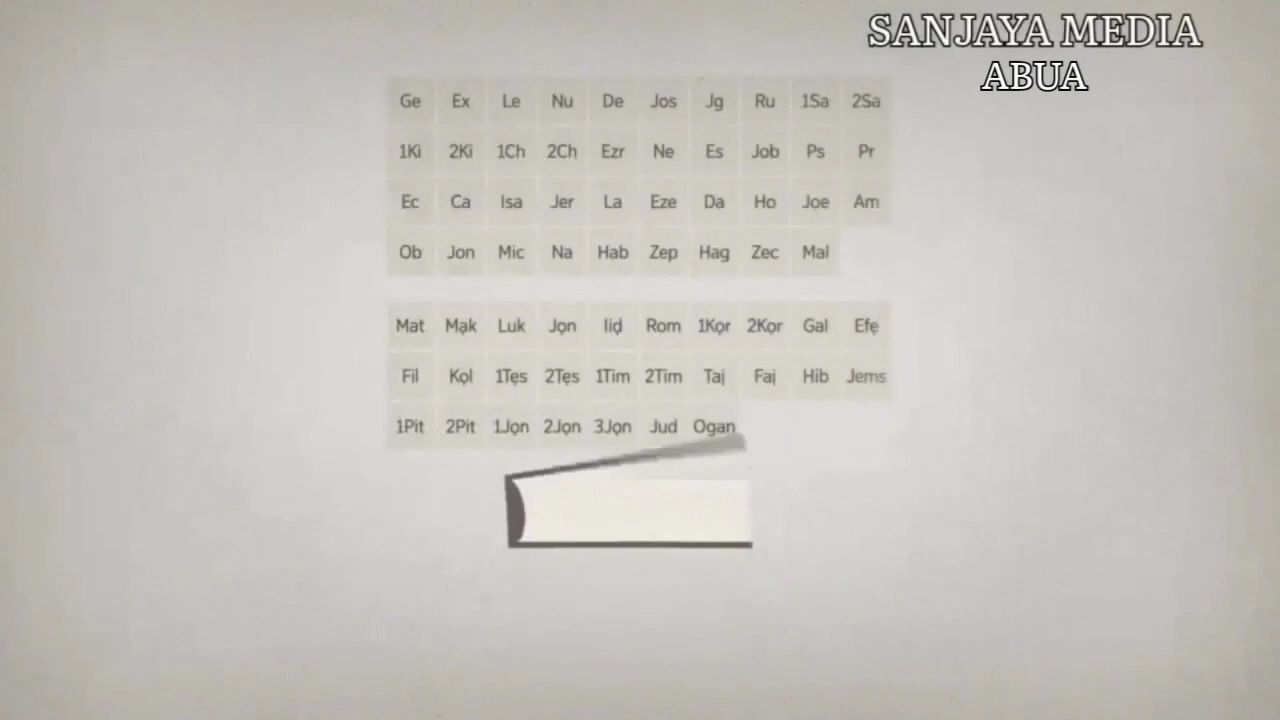 SANJAYA MEDIA
ABUA
Ge Ex Le Nu De Jos Jg Ru 1Sa 2Sa
1Ki 2Ki 1Ch 2Ch Ezr Ne Es Job Ps Pr
Ec Ca Isa Jer La Eze Da Ho Joe Am
Ob Jon Mic Na Hab Zep Hag Zec Mal
Mat Mạk Luk Jọn Iiḍ Rom 1Kọr 2Kọr Gal Efẹ
Fil Kọl 1Tẹs 2Tẹs 1Tim 2Tim Taị Faị Hib Jems
1Pit 2Pit 1Jọn 2Jọn 3Jọn Jud Ogan